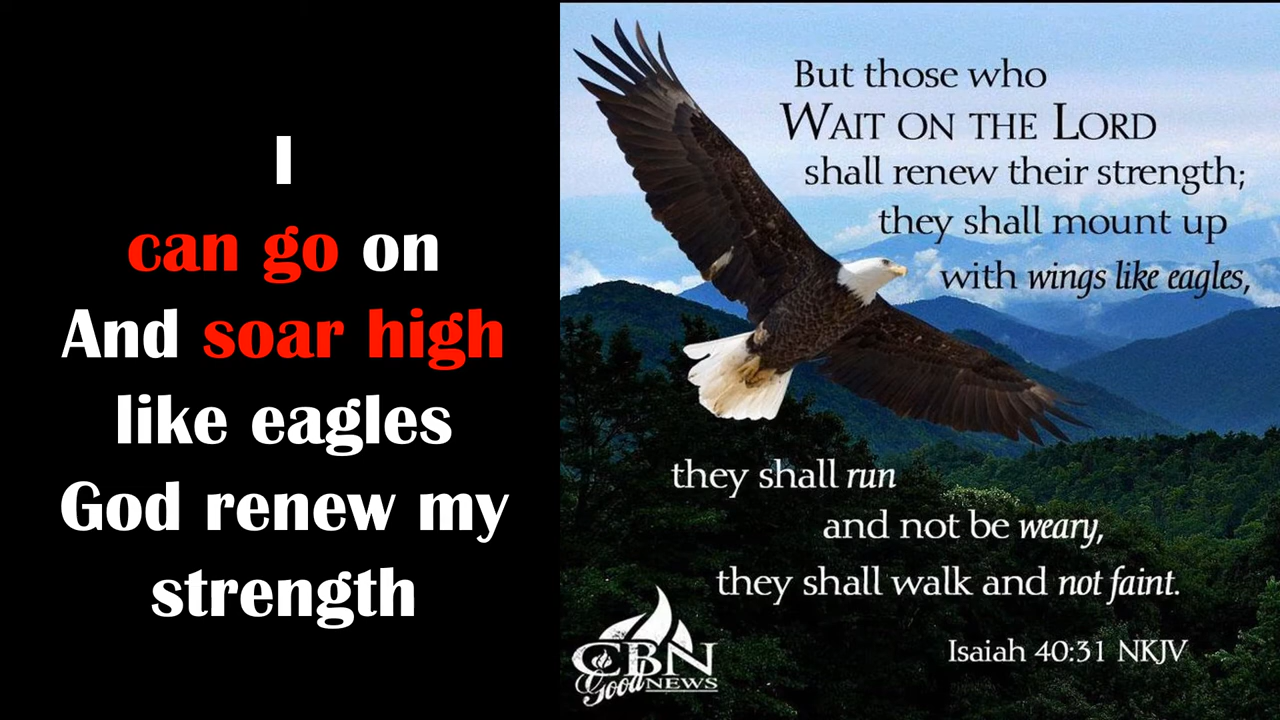 I
can go on
And soar high
like eagles
God renew my
strength
But those who
WAIT ON THE LORD
shall renew their strength;
they shall mount up
with wings like eagles,
they shall run
and not be weary,
they shall walk and not faint.
Isaiah 40:31 NKJV
CBN
Good NEWS